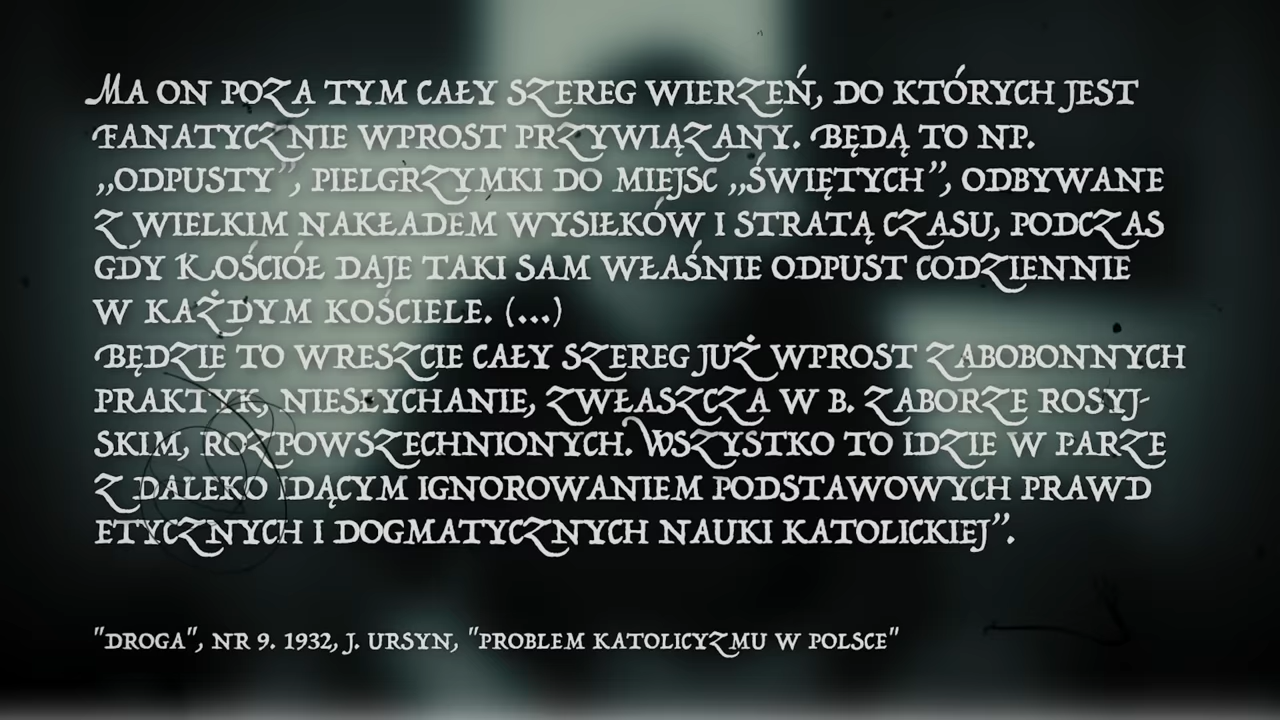 MA ON POZA TYM CAŁY SZEREG WIERZEŃ, DO KTÓRYCH JEST
FANATYCZNIE WPROST PRZYWIĄZANY. BĘDĄ TO NP.
„ODPUSTY”, PIELGRZYMKI DO MIEJSC „ŚWIĘTYCH”, ODBYWANE
Z WIELKIM NAKŁADEM WYSIŁKÓW I STRATĄ CZASU, PODCZAS
GDY KOŚCIÓŁ DAJE TAKI SAM WŁAŚNIE ODPUST CODZIENNIE
W KAŻDYM KOŚCIELE. (...)
BĘDZIE TO WRESZCIE CAŁY SZEREG JUŻ WPROST ZABOBONNYCH
PRAKTYK, NIESŁYCHANIE, ZWŁASZCZA W B. ZABORZE ROSYJ-
SKIM, ROZPOWSZECHNIONYCH. WSZYSTKO TO IDZIE W PARZE
Z DALEKO IDĄCYM IGNOROWANIEM PODSTAWOWYCH PRAWD
ETYCZNYCH I DOGMATYCZNYCH NAUKI KATOLICKIEJ”.
"DROGA", NR 9. 1932, J. URSYN, "PROBLEM KATOLICYZMU W POLSCE"